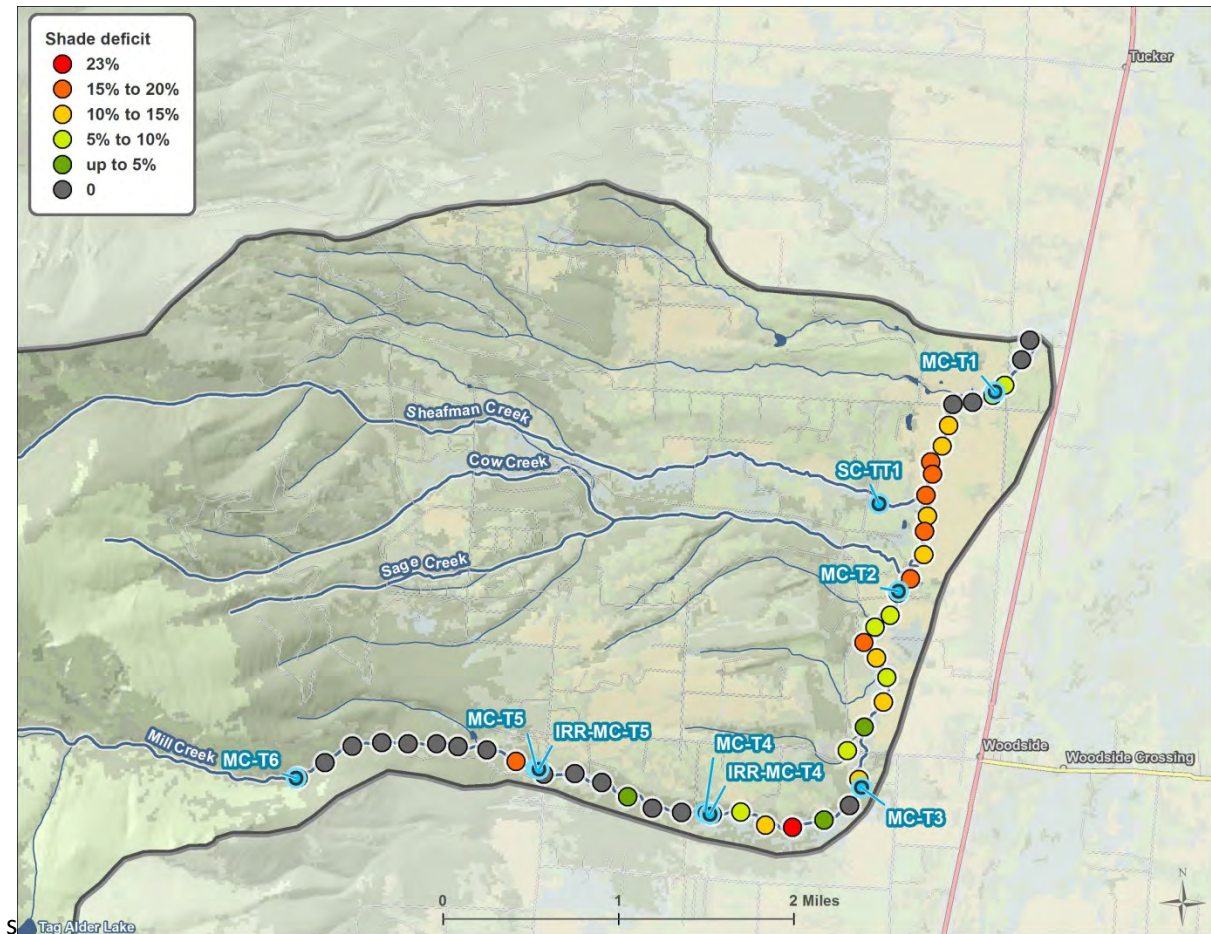 Shade deficit
23%
15% to 20%
10% to 15%
5% to 10%
up to 5%
0
Tucker
MC-T1
Sheafman Creek
Cow Creek
SC-TT1
Sage Creek
MC-T2
MC-T5
IRR-MC-T5
MC-T4
Mill Creek
MC-T6
IRR-MC-T4
Woodside
Woodside Crossing
MC-T3
0 1 2 Miles
N
S
Tag Alder Lake